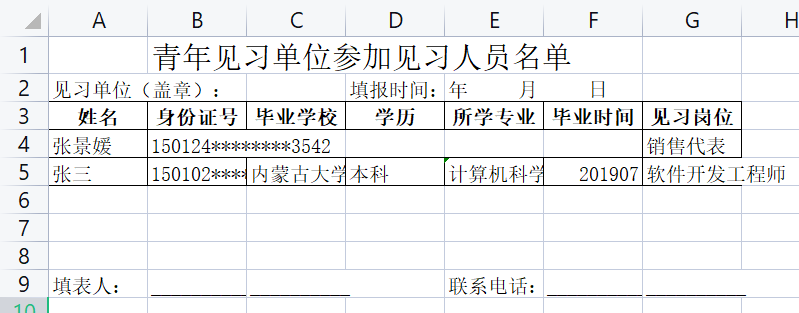 A B C D E F G H
1 青年见习单位参加见习人员名单
2 见习单位（盖章）： 填报时间： 年 月 日
3 姓名 身份证号 毕业学校 学历 所学专业 毕业时间 见习岗位
4 张景媛 150124********3542 销售代表
5 张三 150102**** 内蒙古大学 本科 计算机科学 201907 软件开发工程师
6
7
8
9 填表人： 联系电话：
10